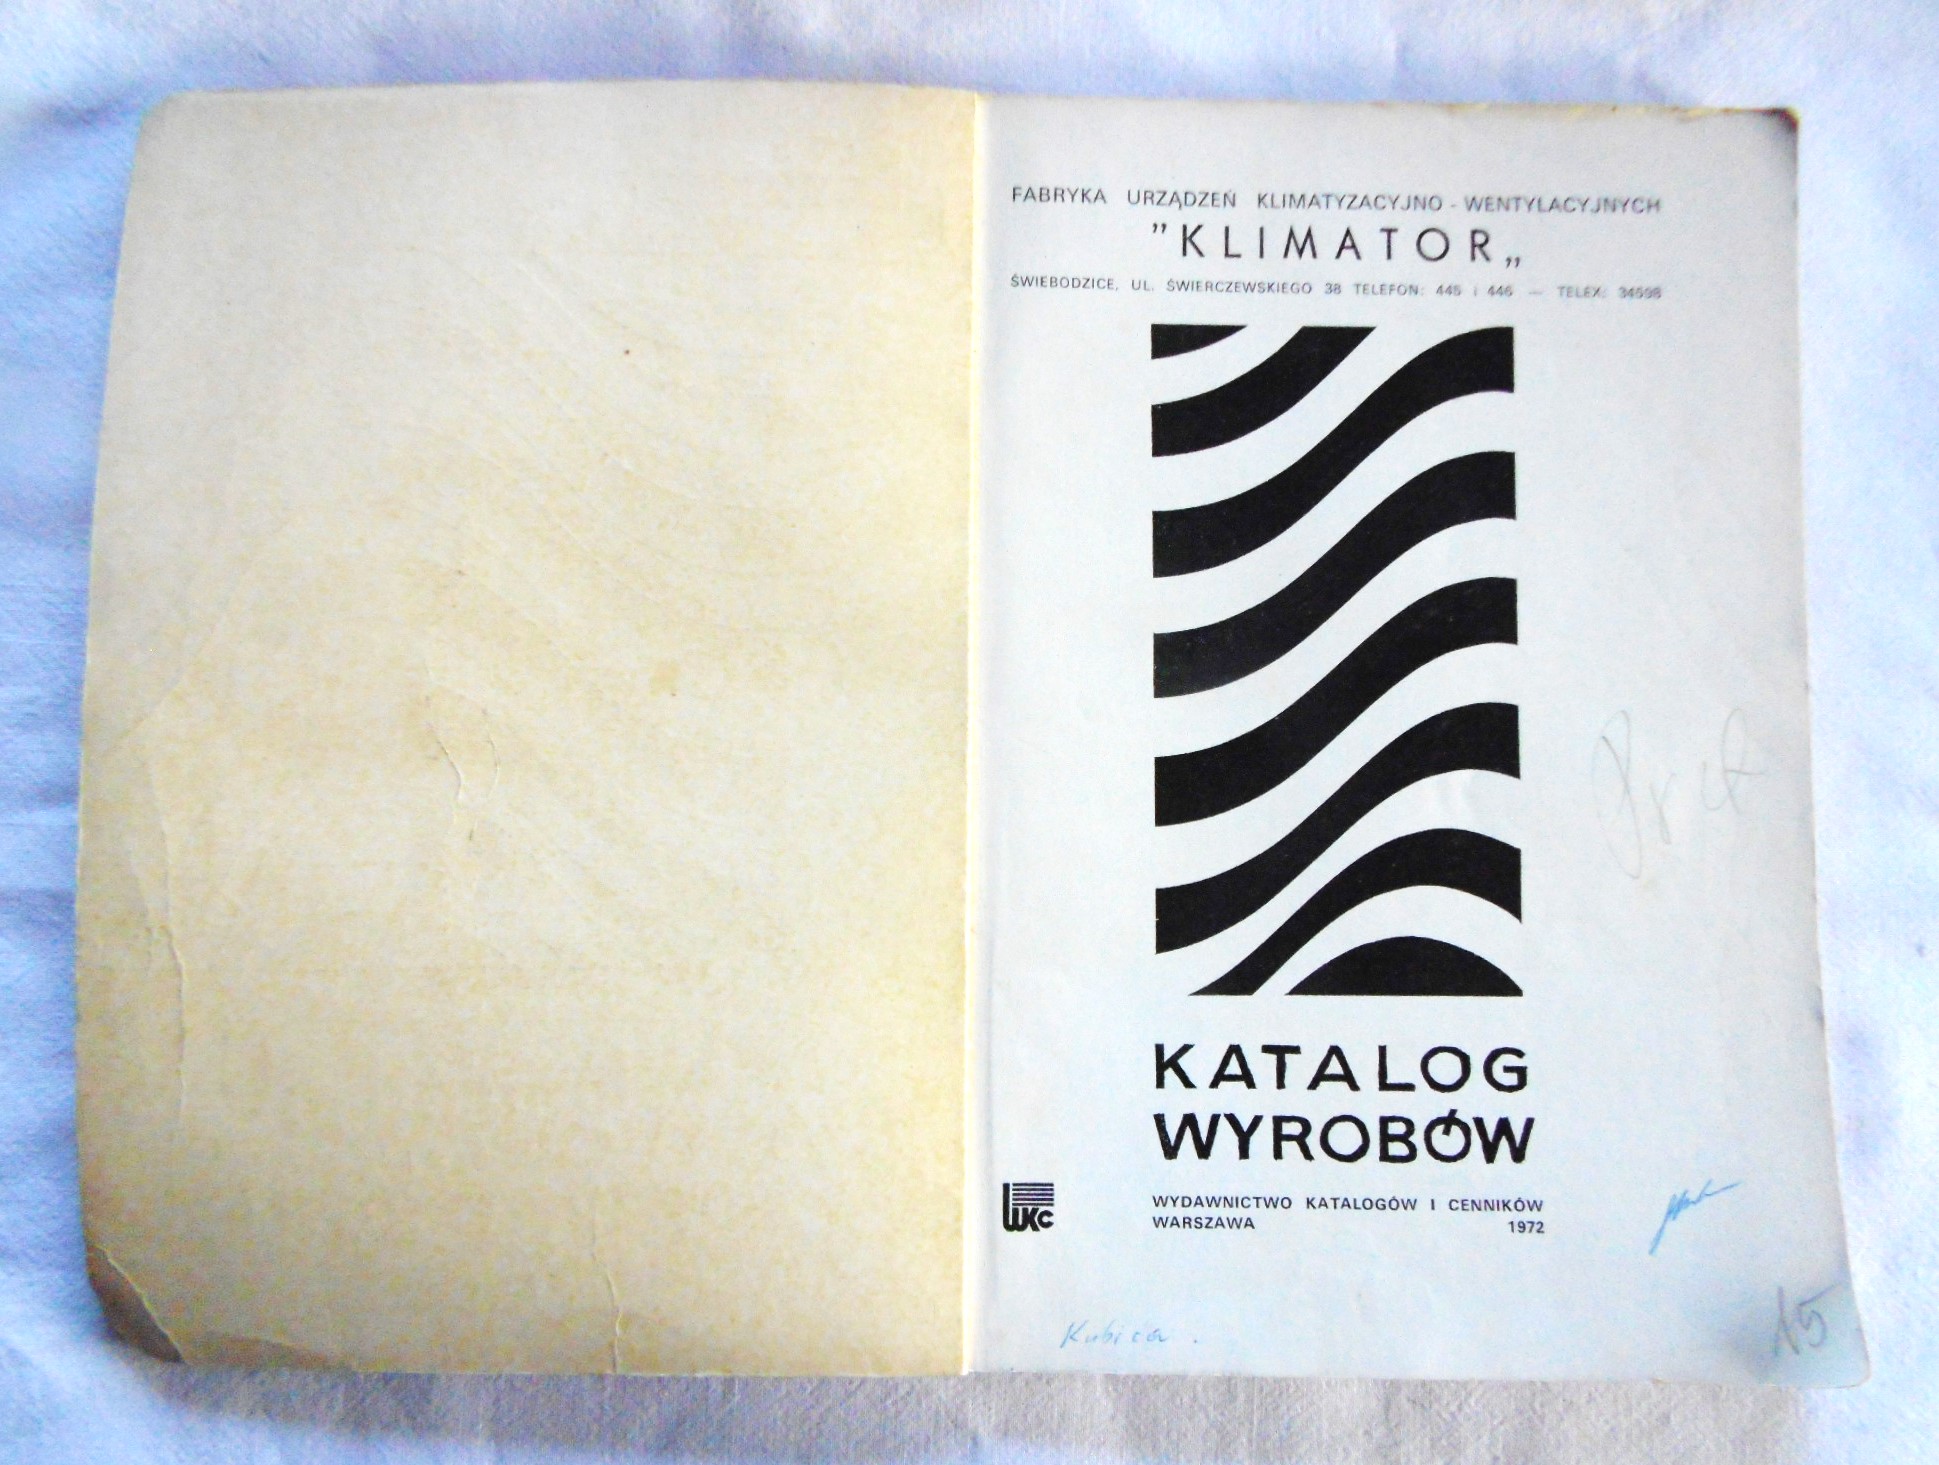 FABRYKA URZĄDZEŃ KLIMATYZACYJNO - WENTYLACYJNYCH
"KLIMATOR„
ŚWIEBODZICE, UL. ŚWIERCZEWSKIEGO 38 TELEFON: 445 i 446 — TELEX: 34598
KATALOG
WYROBÓW
WKC
WYDAWNICTWO KATALOGÓW I CENNIKÓW
WARSZAWA 1972
Kubica.
15